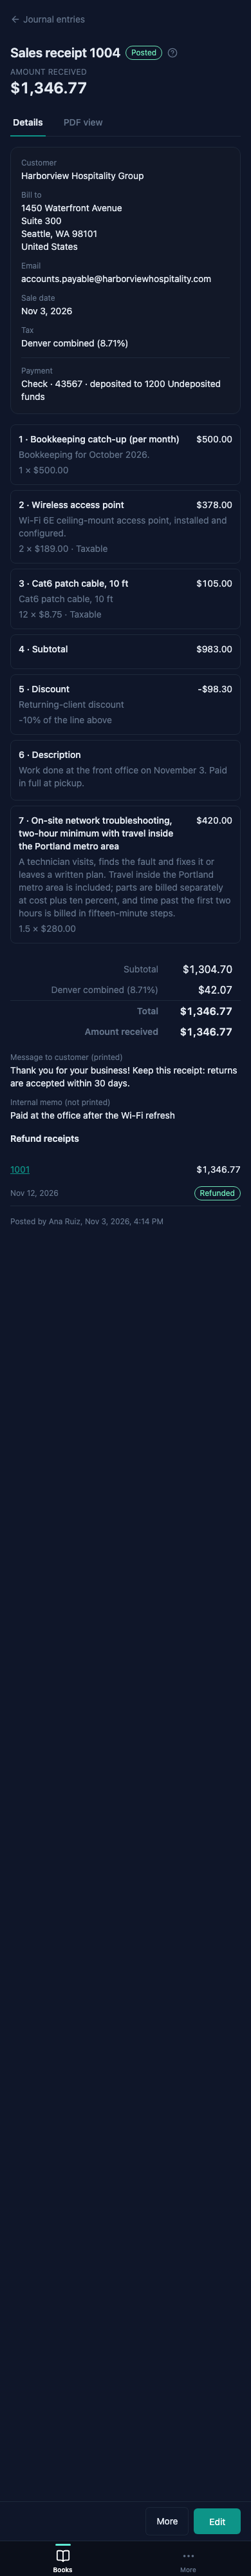 ← Journal entries
Sales receipt 1004 Posted ?
AMOUNT RECEIVED
$1,346.77
Details PDF view
Customer
Harborview Hospitality Group
Bill to
1450 Waterfront Avenue
Suite 300
Seattle, WA 98101
United States
Email
accounts.payable@harborviewhospitality.com
Sale date
Nov 3, 2026
Tax
Denver combined (8.71%)
Payment
Check · 43567 · deposited to 1200 Undeposited
funds
1 · Bookkeeping catch-up (per month) $500.00
Bookkeeping for October 2026.
1 × $500.00
2 · Wireless access point $378.00
Wi-Fi 6E ceiling-mount access point, installed and
configured.
2 × $189.00 · Taxable
3 · Cat6 patch cable, 10 ft $105.00
Cat6 patch cable, 10 ft
12 × $8.75 · Taxable
4 · Subtotal $983.00
5 · Discount -$98.30
Returning-client discount
-10% of the line above
6 · Description
Work done at the front office on November 3. Paid
in full at pickup.
7 · On-site network troubleshooting, $420.00
two-hour minimum with travel inside
the Portland metro area
A technician visits, finds the fault and fixes it or
leaves a written plan. Travel inside the Portland
metro area is included; parts are billed separately
at cost plus ten percent, and time past the first two
hours is billed in fifteen-minute steps.
1.5 × $280.00
Subtotal $1,304.70
Denver combined (8.71%) $42.07
Total $1,346.77
Amount received $1,346.77
Message to customer (printed)
Thank you for your business! Keep this receipt: returns
are accepted within 30 days.
Internal memo (not printed)
Paid at the office after the Wi-Fi refresh
Refund receipts
1001 $1,346.77
Nov 12, 2026 Refunded
Posted by Ana Ruiz, Nov 3, 2026, 4:14 PM
More Edit
Books More